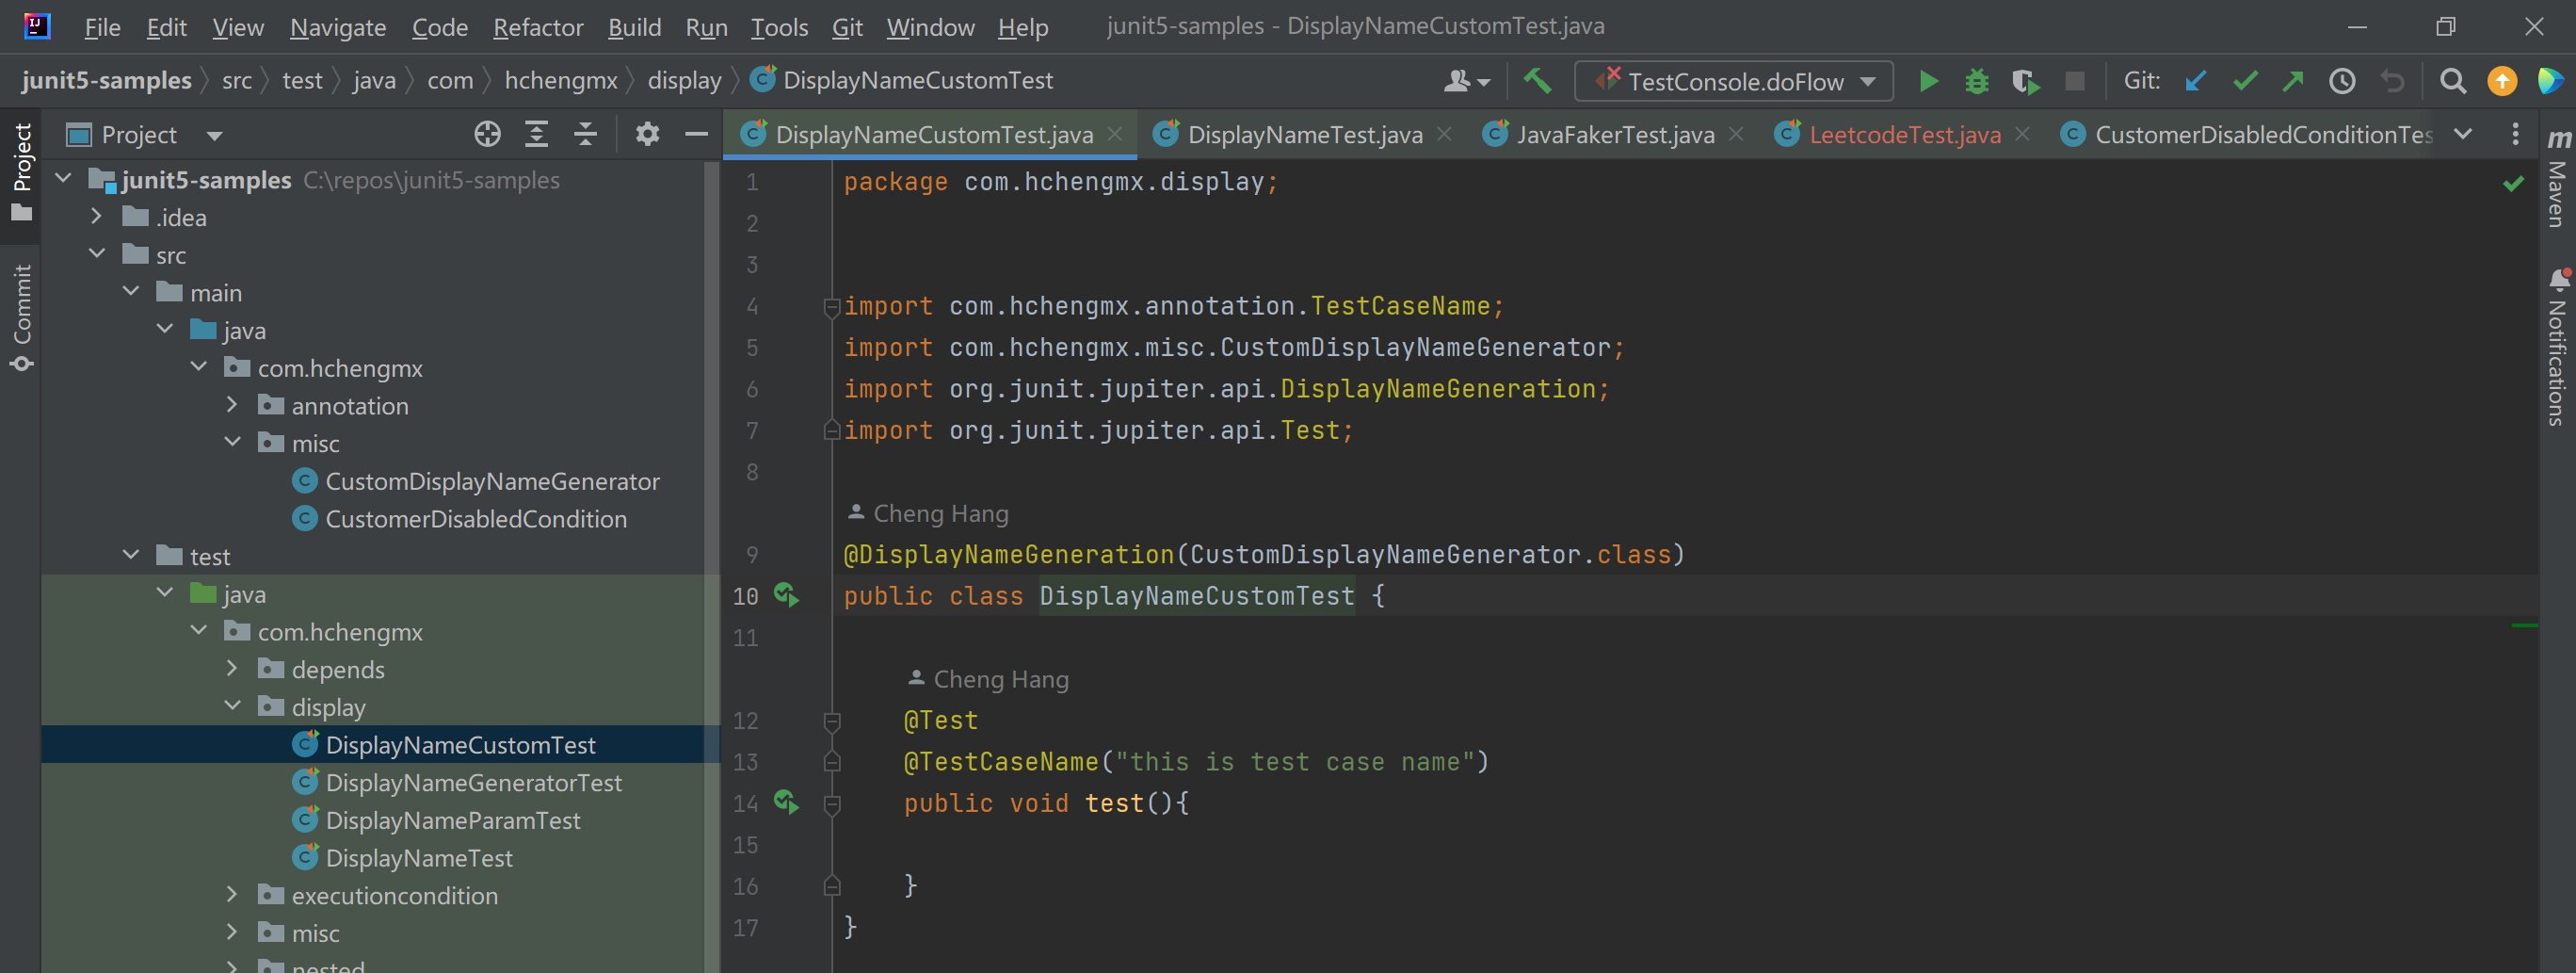 File Edit View Navigate Code Refactor Build Run Tools Git Window Help junit5-samples - DisplayNameCustomTest.java
junit5-samples src test java com hchengmx display DisplayNameCustomTest TestConsole.doFlow Git:
Project
Commit
Project
junit5-samples C:\repos\junit5-samples
.idea
src
main
java
com.hchengmx
annotation
misc
CustomDisplayNameGenerator
CustomerDisabledCondition
test
java
com.hchengmx
depends
display
DisplayNameCustomTest
DisplayNameGeneratorTest
DisplayNameParamTest
DisplayNameTest
executioncondition
misc
nested
DisplayNameCustomTest.java DisplayNameTest.java JavaFakerTest.java LeetcodeTest.java CustomerDisabledConditionTes
1 package com.hchengmx.display;
2
3
4 import com.hchengmx.annotation.TestCaseName;
5 import com.hchengmx.misc.CustomDisplayNameGenerator;
6 import org.junit.jupiter.api.DisplayNameGeneration;
7 import org.junit.jupiter.api.Test;
8
Cheng Hang
9 @DisplayNameGeneration(CustomDisplayNameGenerator.class)
10 public class DisplayNameCustomTest {
11
Cheng Hang
12 @Test
13 @TestCaseName("this is test case name")
14 public void test(){
15
16 }
17 }
m Maven
Notifications